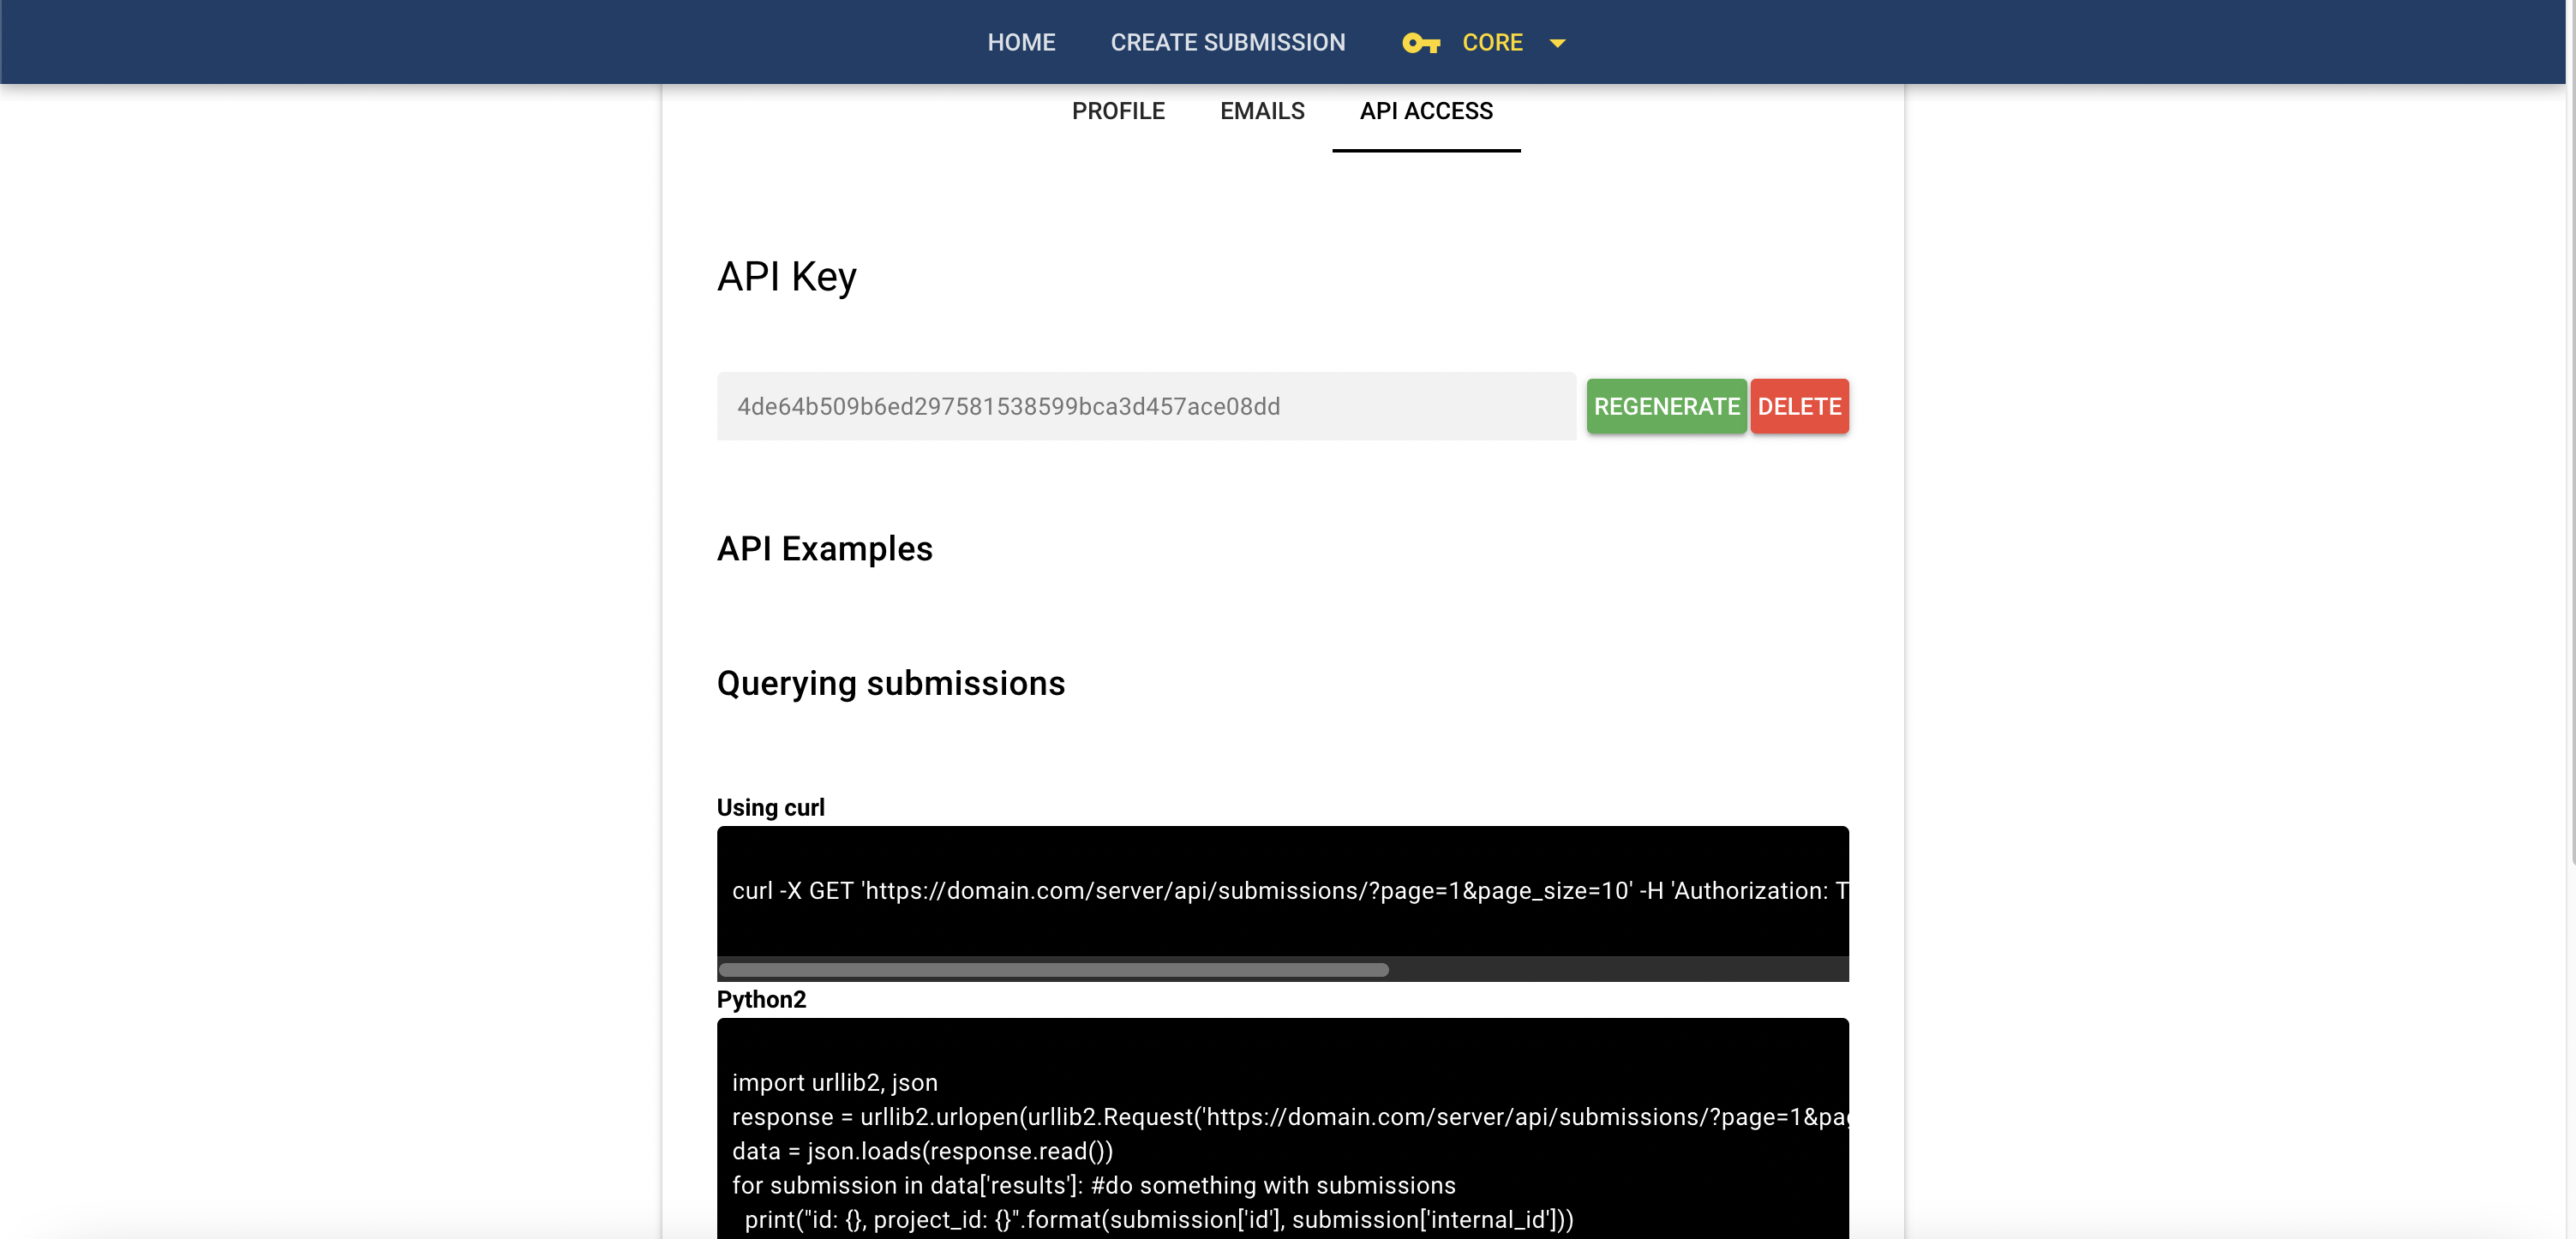 HOME CREATE SUBMISSION CORE
PROFILE EMAILS API ACCESS
API Key
4de64b509b6ed297581538599bca3d457ace08dd REGENERATE DELETE
API Examples
Querying submissions
Using curl
curl -X GET 'https://domain.com/server/api/submissions/?page=1&page_size=10' -H 'Authorization: T
Python2
import urllib2, json
response = urllib2.urlopen(urllib2.Request('https://domain.com/server/api/submissions/?page=1&pag
data = json.loads(response.read())
for submission in data['results']: #do something with submissions
print("id: {}, project_id: {}".format(submission['id'], submission['internal_id']))